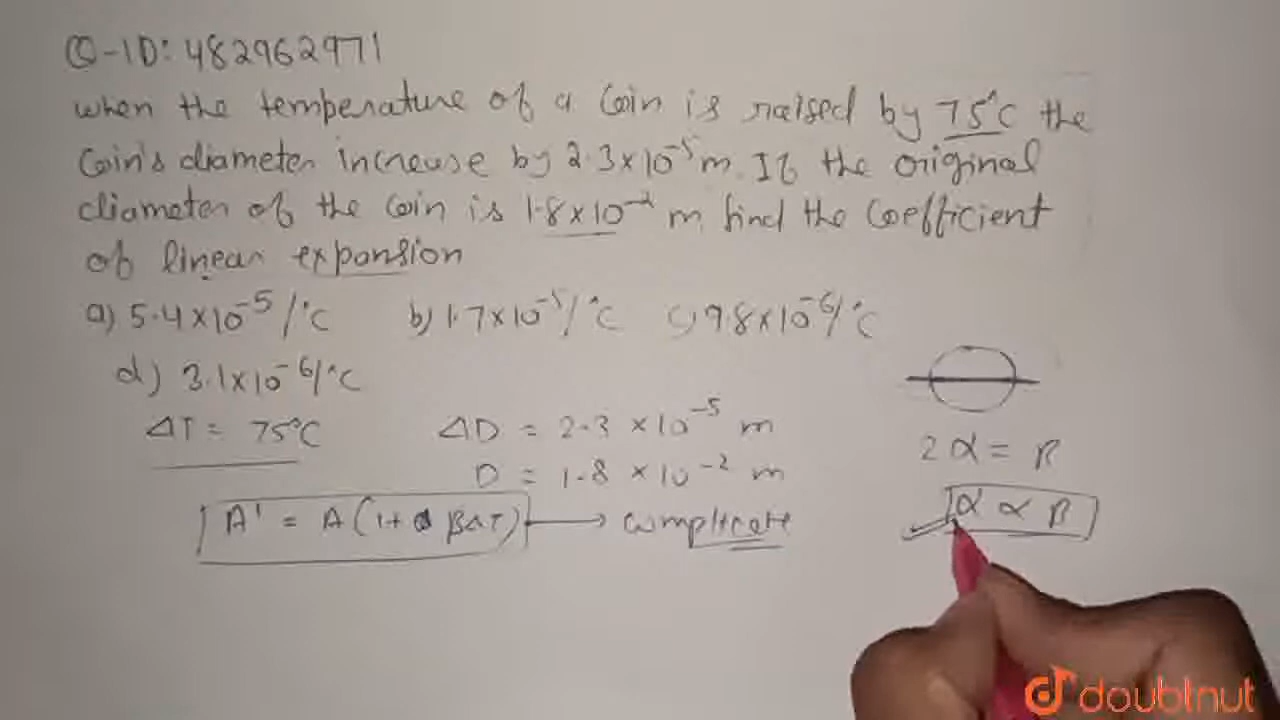 Q-ID: 482962971
when the temperature of a Coin is raised by 75°C the
Coin's diameter increase by 2.3×10⁻⁵ m. If the original
diameter of the Coin is 1.8×10⁻² m. find the Coefficient
of linear expansion
a) 5.4×10⁻⁵/°C b) 1.7×10⁻⁵/°C c) 9.8×10⁻⁶/°C
d) 3.1×10⁻⁶/°C
ΔT = 75°C ΔD = 2.3 × 10⁻⁵ m
D = 1.8 × 10⁻² m
2α = β
A' = A(1+ βΔT) → Complicate
α ∝ β
doubtnut